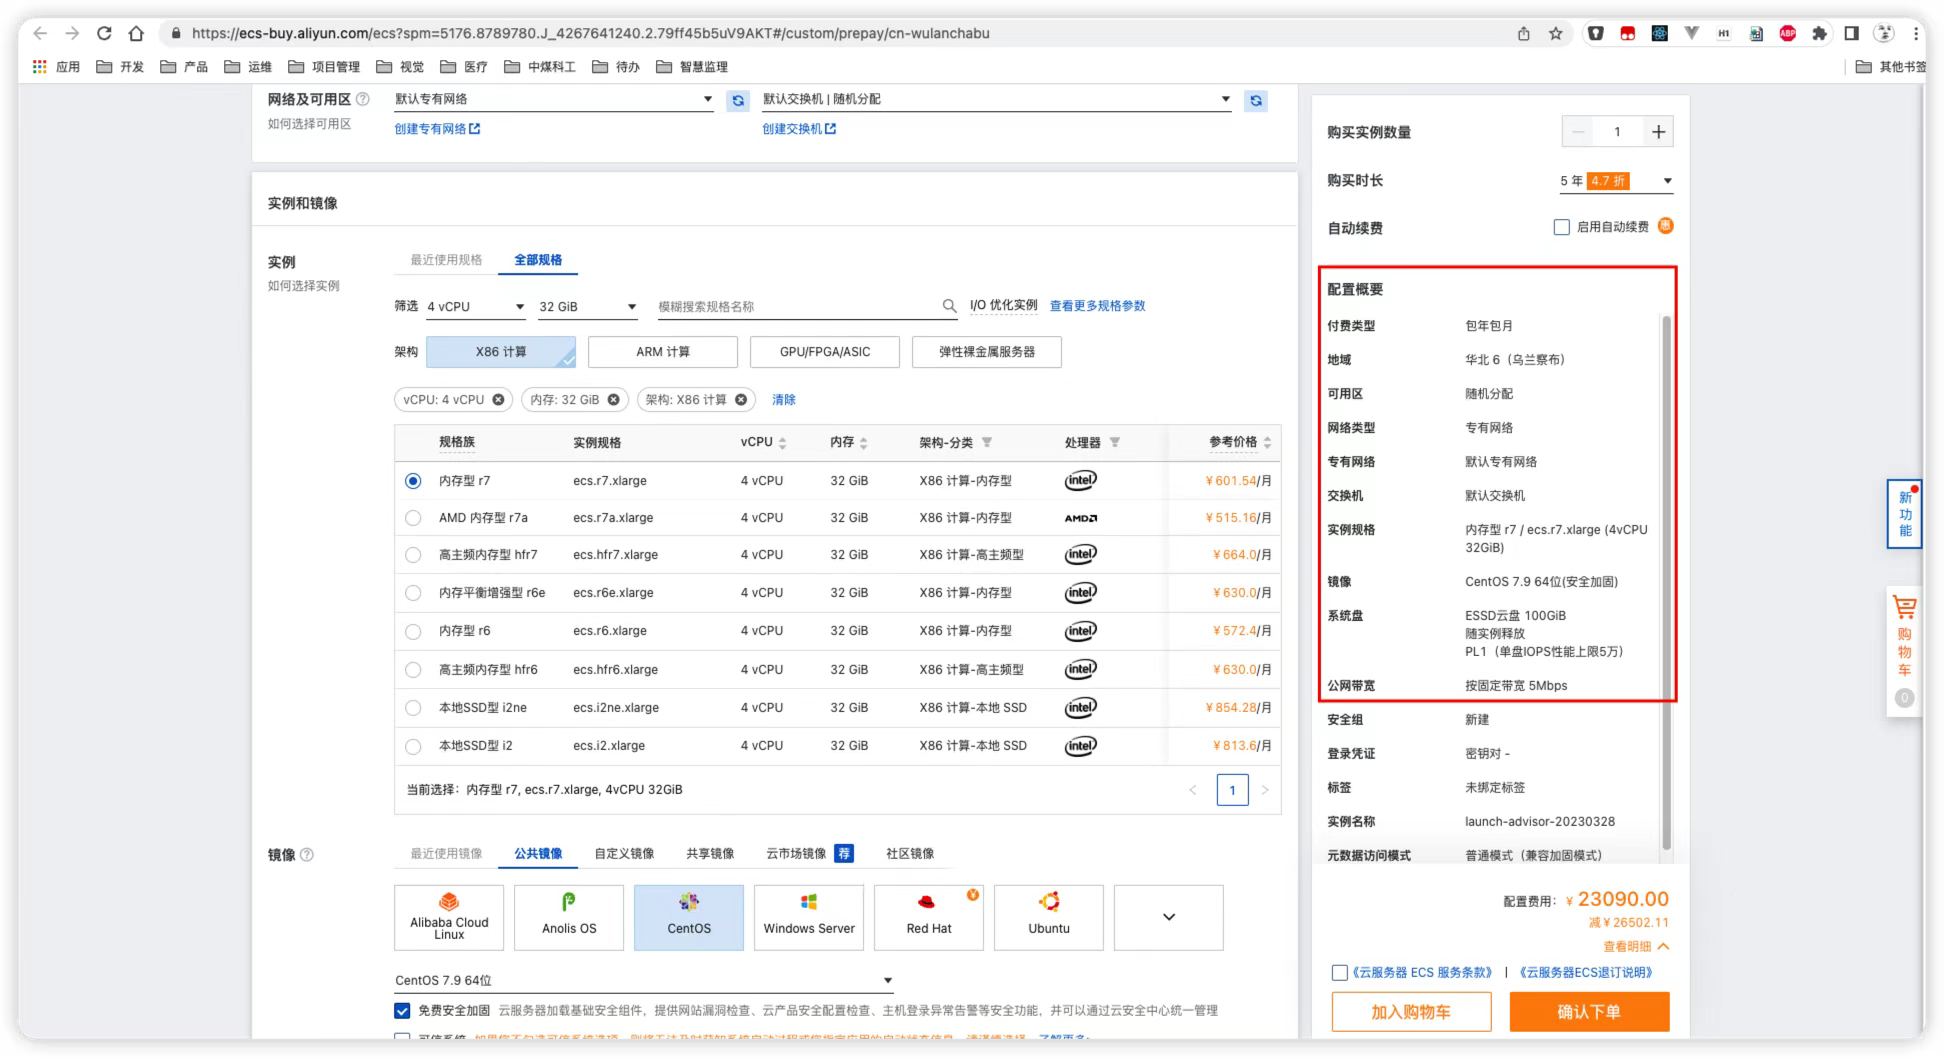 https://ecs-buy.aliyun.com/ecs?spm=5176.8789780.J_4267641240.2.79ff45b5uV9AKT#/custom/prepay/cn-wulanchabu
H1
ABP
应用 开发 产品 运维 项目管理 视觉 医疗 中煤科工 待办 智慧监理 其他书签
网络及可用区 默认专有网络 默认交换机 | 随机分配
如何选择可用区 创建专有网络 创建交换机
实例和镜像
实例 最近使用规格 全部规格
如何选择实例
筛选 4 vCPU 32 GiB 模糊搜索规格名称 I/O 优化实例 查看更多规格参数
架构 X86 计算 ARM 计算 GPU/FPGA/ASIC 弹性裸金属服务器
vCPU: 4 vCPU 内存: 32 GiB 架构: X86 计算 清除
规格族 实例规格 vCPU 内存 架构-分类 处理器 参考价格
内存型 r7 ecs.r7.xlarge 4 vCPU 32 GiB X86 计算-内存型 intel ¥601.54/月
AMD 内存型 r7a ecs.r7a.xlarge 4 vCPU 32 GiB X86 计算-内存型 AMD ¥515.16/月
高主频内存型 hfr7 ecs.hfr7.xlarge 4 vCPU 32 GiB X86 计算-高主频型 intel ¥664.0/月
内存平衡增强型 r6e ecs.r6e.xlarge 4 vCPU 32 GiB X86 计算-内存型 intel ¥630.0/月
内存型 r6 ecs.r6.xlarge 4 vCPU 32 GiB X86 计算-内存型 intel ¥572.4/月
高主频内存型 hfr6 ecs.hfr6.xlarge 4 vCPU 32 GiB X86 计算-高主频型 intel ¥630.0/月
本地SSD型 i2ne ecs.i2ne.xlarge 4 vCPU 32 GiB X86 计算-本地 SSD intel ¥854.28/月
本地SSD型 i2 ecs.i2.xlarge 4 vCPU 32 GiB X86 计算-本地 SSD intel ¥813.6/月
当前选择：内存型 r7, ecs.r7.xlarge, 4vCPU 32GiB 1
镜像 最近使用镜像 公共镜像 自定义镜像 共享镜像 云市场镜像 荐 社区镜像
Alibaba Cloud Linux Anolis OS CentOS Windows Server Red Hat Ubuntu
CentOS 7.9 64位
免费安全加固 云服务器加载基础安全组件，提供网站漏洞检查、云产品安全配置检查、主机登录异常告警等安全功能，并可以通过云安全中心统一管理
购买实例数量 1
购买时长 5 年 4.7 折
自动续费 启用自动续费 惠
配置概要
付费类型 包年包月
地域 华北 6（乌兰察布）
可用区 随机分配
网络类型 专有网络
专有网络 默认专有网络
交换机 默认交换机
实例规格 内存型 r7 / ecs.r7.xlarge (4vCPU
32GiB)
镜像 CentOS 7.9 64位(安全加固)
系统盘 ESSD云盘 100GiB
随实例释放
PL1（单盘IOPS性能上限5万）
公网带宽 按固定带宽 5Mbps
安全组 新建
登录凭证 密钥对 -
标签 未绑定标签
实例名称 launch-advisor-20230328
元数据访问模式 普通模式（兼容加固模式）
配置费用： ¥ 23090.00
减 ¥ 26502.11
查看明细
《云服务器 ECS 服务条款》 | 《云服务器ECS退订说明》
加入购物车 确认下单
新功能
购物车
0